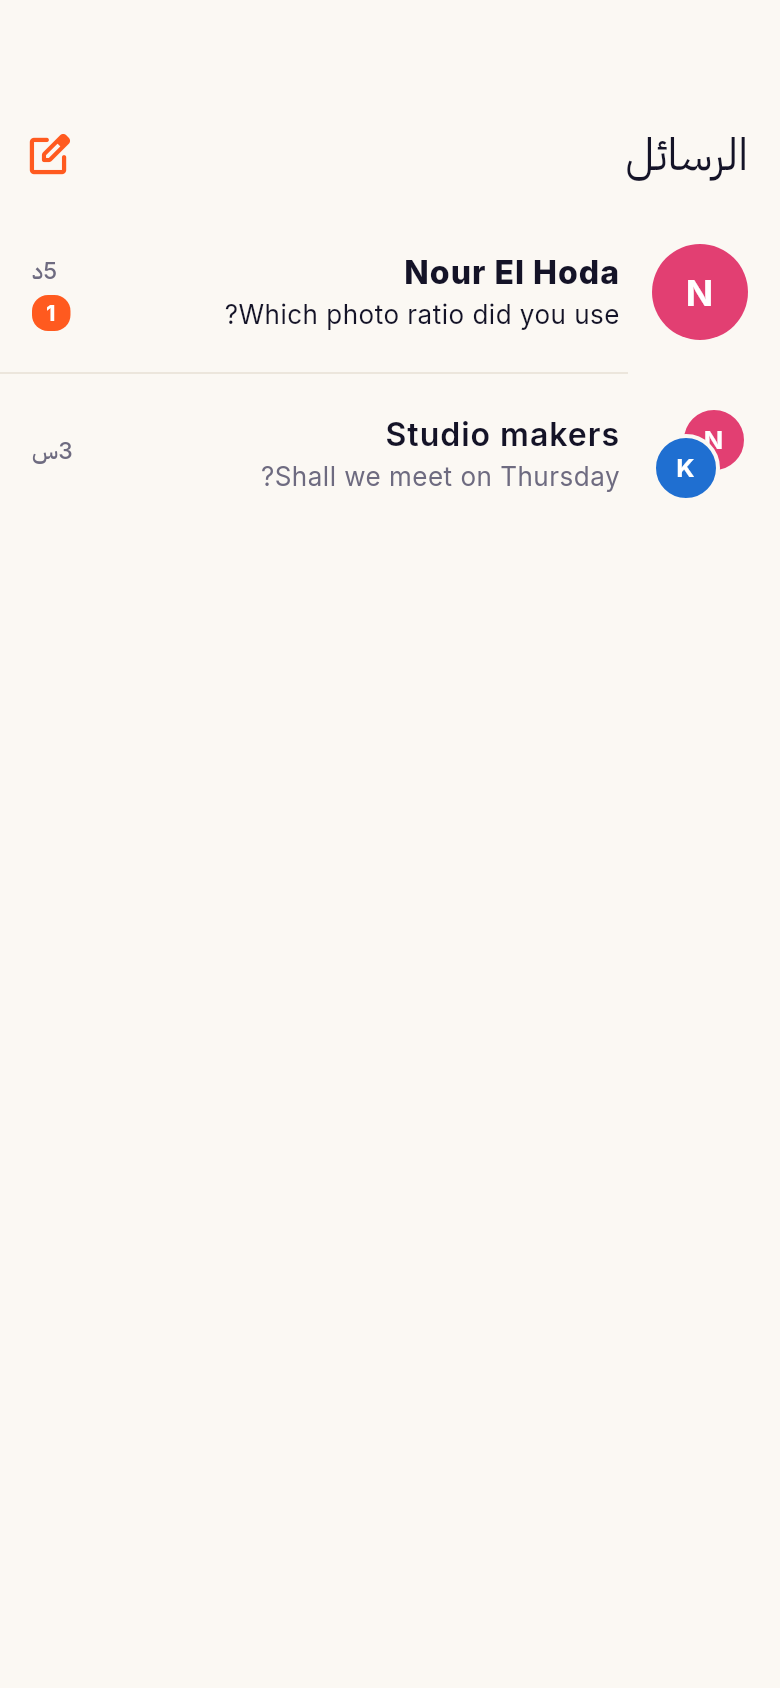 الرسائل
N
Nour El Hoda
5د
Which photo ratio did you use?
1
N
K
Studio makers
3س
Shall we meet on Thursday?